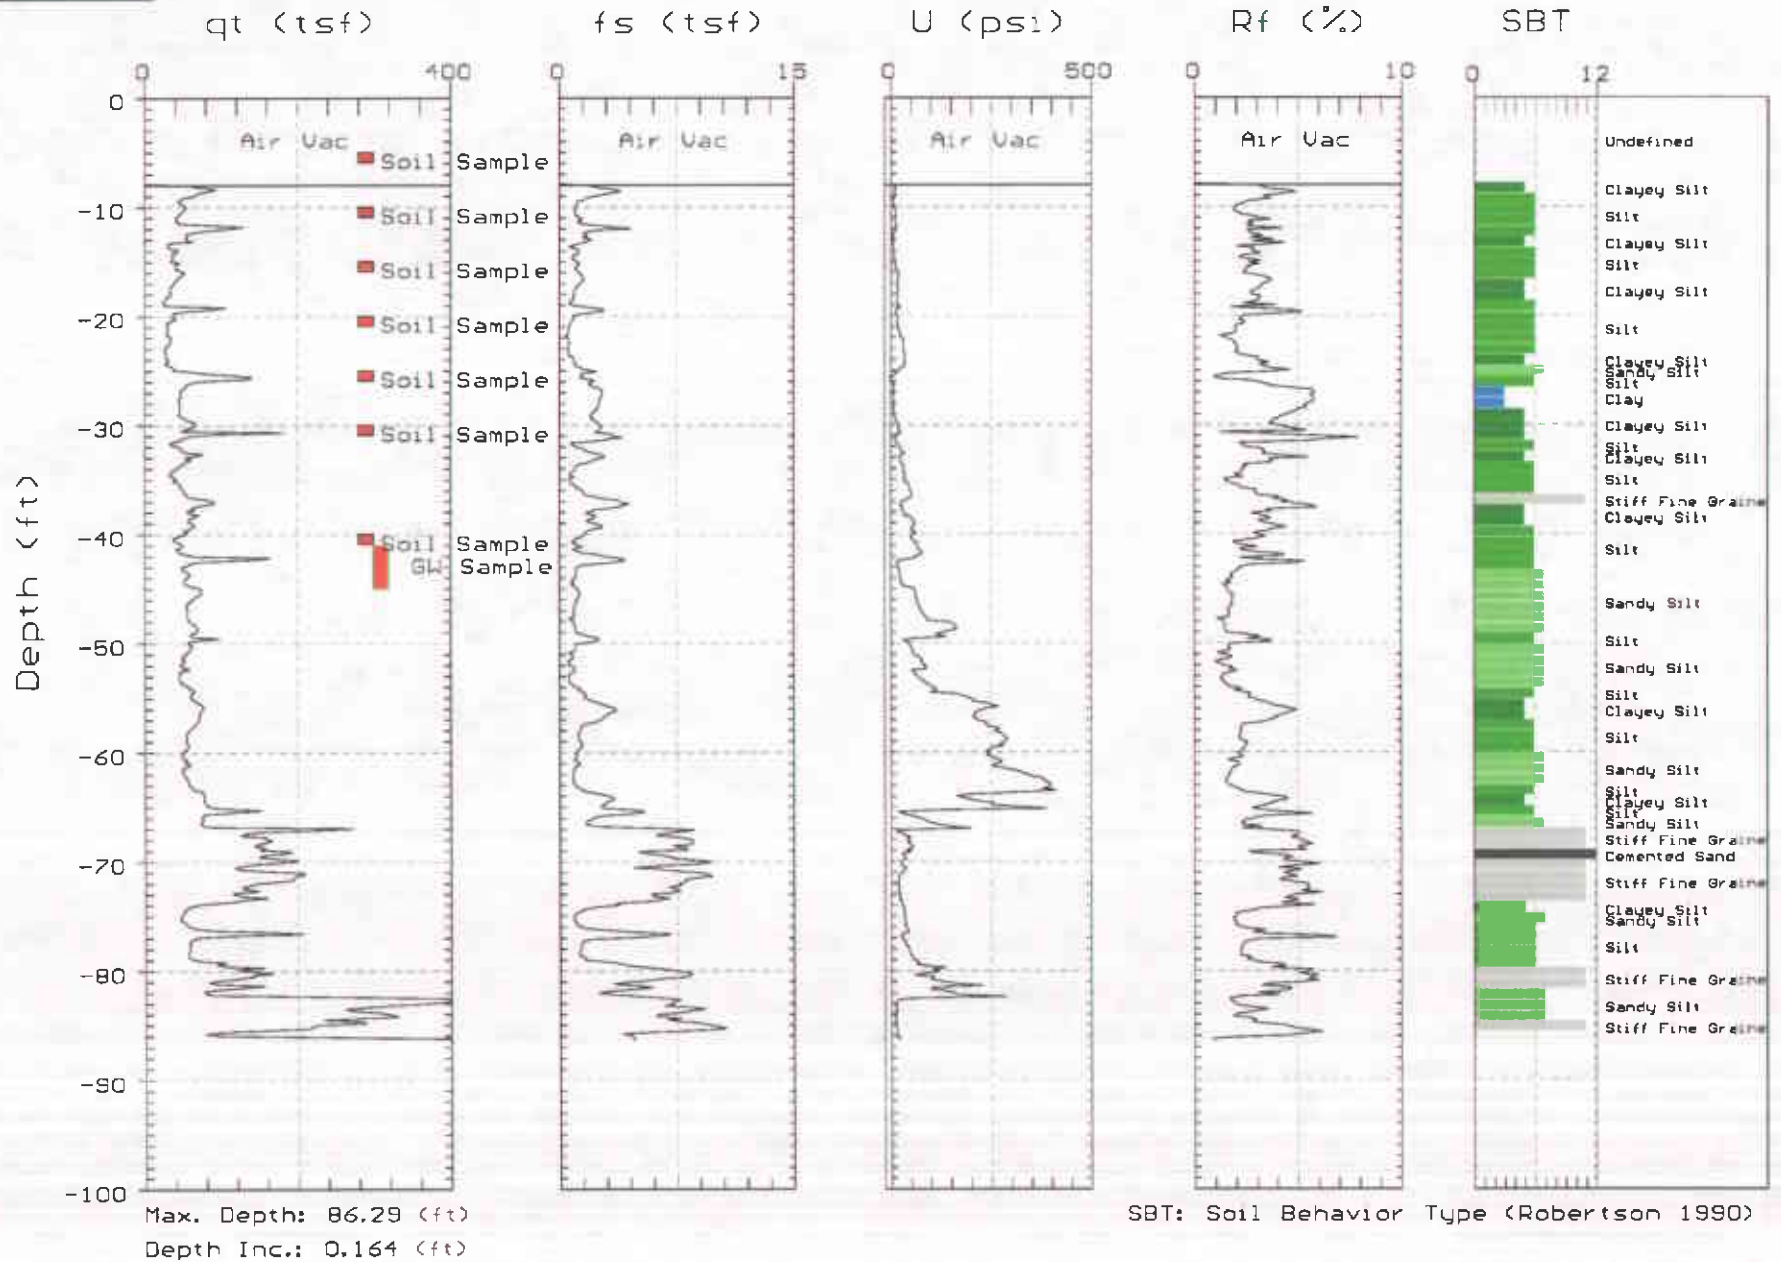 qt (tsf) fs (tsf) U (psi) Rf (%) SBT
0 400 0 15 0 500 0 10 0 12
0
Air Vac Air Vac Air Vac Air Vac Undefined
Soil Sample
Clayey Silt
-10 Soil Sample Silt
Clayey Silt
Soil Sample Silt
Clayey Silt
-20 Soil Sample Silt
Clayey Silt
Sandy Silt
Soil Sample Silt
Clay
-30 Soil Sample Clayey Silt
Silt
Clayey Silt
Silt
Stiff Fine Graine
Clayey Silt
-40 Soil Sample Silt
GW Sample
Sandy Silt
-50 Silt
Sandy Silt
Silt
Clayey Silt
Silt
-60
Sandy Silt
Silt
Clayey Silt
Silt
Sandy Silt
Stiff Fine Graine
-70 Cemented Sand
Stiff Fine Graine
Clayey Silt
Sandy Silt
Silt
-80 Stiff Fine Graine
Sandy Silt
Stiff Fine Graine
-90
-100
Depth (ft)
Max. Depth: 86.29 (ft) SBT: Soil Behavior Type (Robertson 1990)
Depth Inc.: 0.164 (ft)